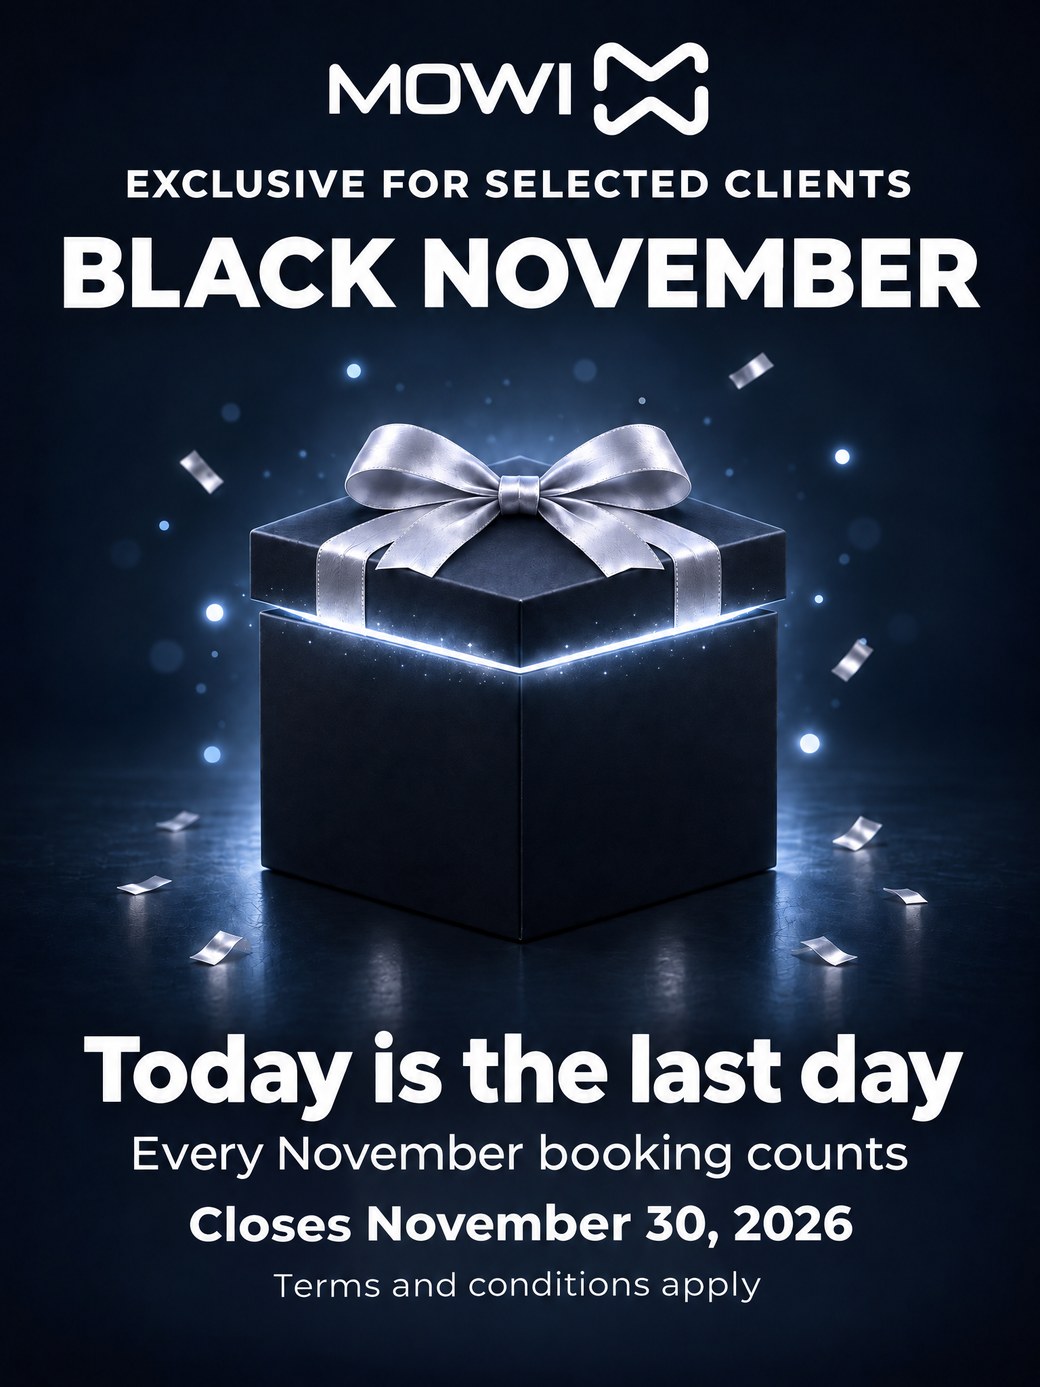 MOWI
EXCLUSIVE FOR SELECTED CLIENTS
BLACK NOVEMBER
Today is the last day
Every November booking counts
Closes November 30, 2026
Terms and conditions apply